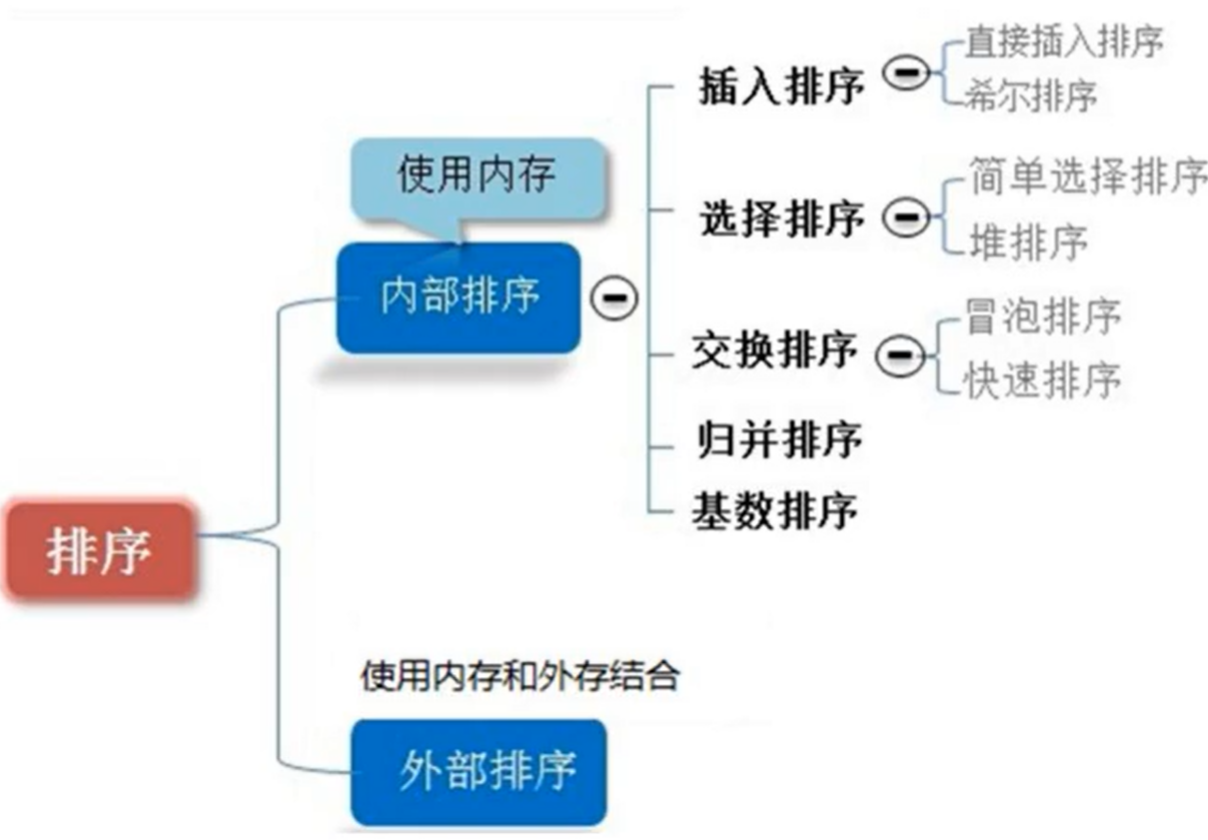 排序
使用内存
内部排序
插入排序
直接插入排序
希尔排序
选择排序
简单选择排序
堆排序
交换排序
冒泡排序
快速排序
归并排序
基数排序
使用内存和外存结合
外部排序